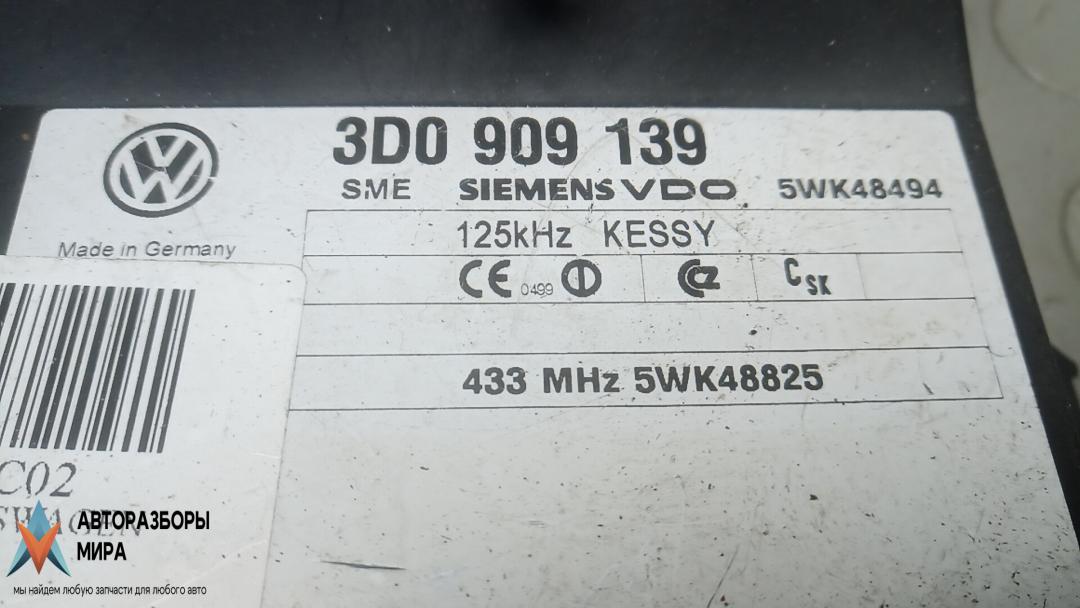 3D0 909 139
SME SIEMENS VDO 5WK48494
Made in Germany
125kHz KESSY
CE 0499
CSK
433 MHz 5WK48825
C02
АВТОРАЗБОРЫ
МИРА
мы найдем любую запчасти для любого авто